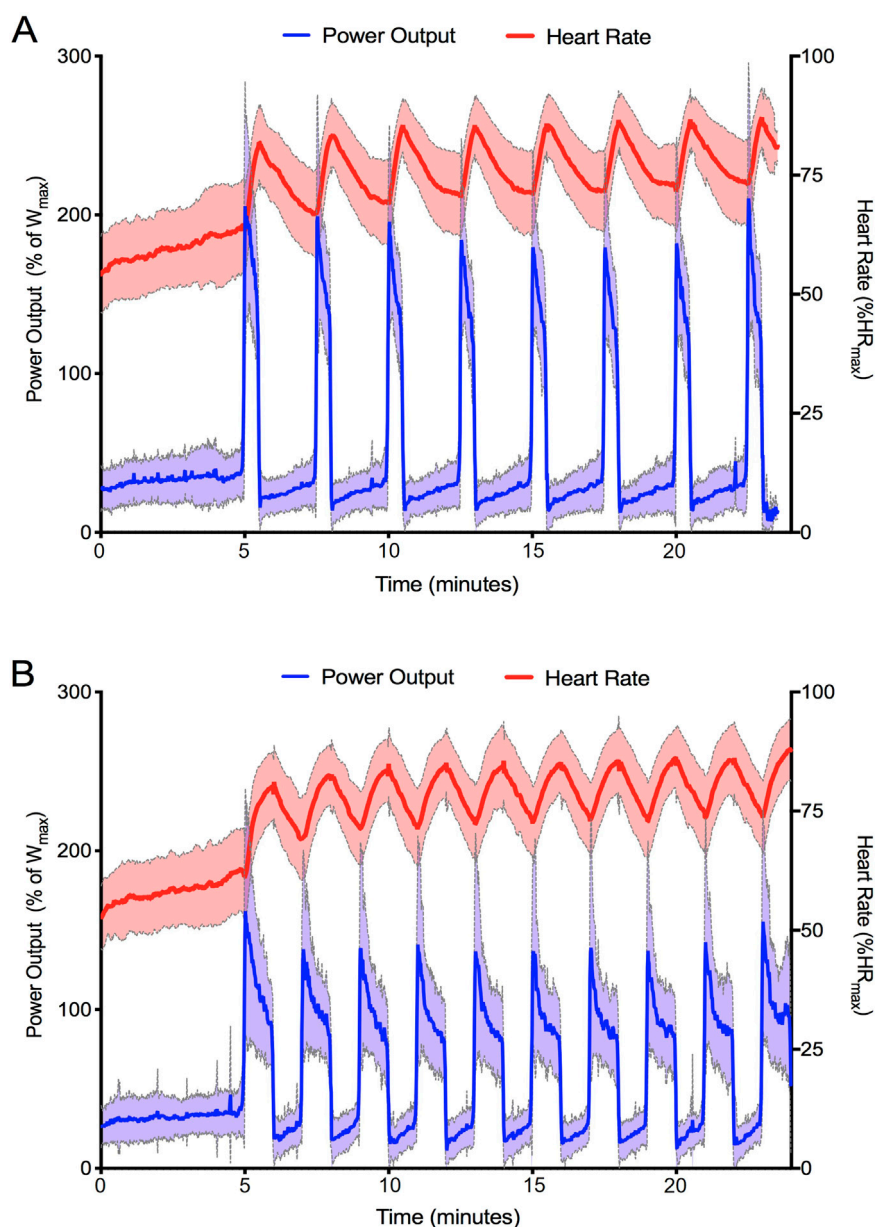 A
Power Output
Heart Rate
300
200
100
0
Power Output (% of Wmax)
100
75
50
25
0
Heart Rate (%HRmax)
0
5
10
15
20
Time (minutes)
B
Power Output
Heart Rate
300
200
100
0
Power Output (% of Wmax)
100
75
50
25
0
Heart Rate (%HRmax)
0
5
10
15
20
Time (minutes)